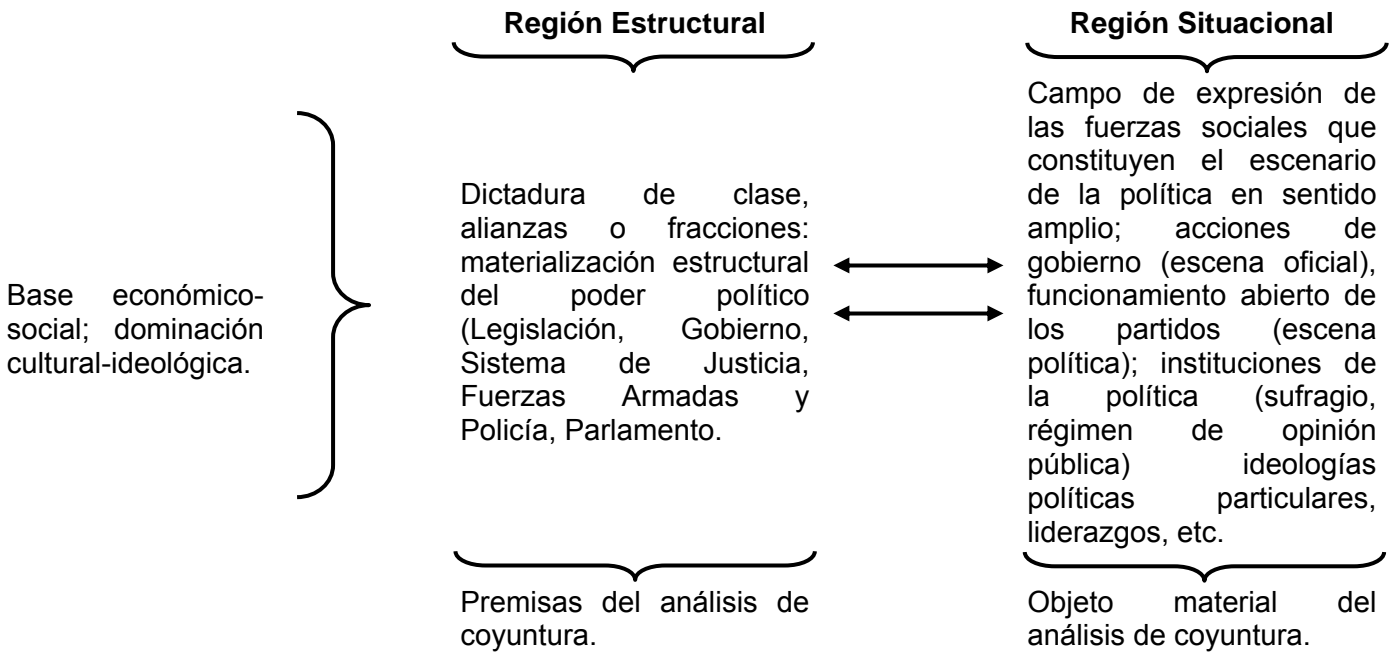 Región Estructural
Región Situacional
Base económico-
social; dominación
cultural-ideológica.
Dictadura de clase,
alianzas o fracciones:
materialización estructural
del poder político
(Legislación, Gobierno,
Sistema de Justicia,
Fuerzas Armadas y
Policía, Parlamento.
Campo de expresión de
las fuerzas sociales que
constituyen el escenario
de la política en sentido
amplio; acciones de
gobierno (escena oficial),
funcionamiento abierto de
los partidos (escena
política); instituciones de
la política (sufragio,
régimen de opinión
pública) ideologías
políticas particulares,
liderazgos, etc.
Premisas del análisis de
coyuntura.
Objeto material del
análisis de coyuntura.